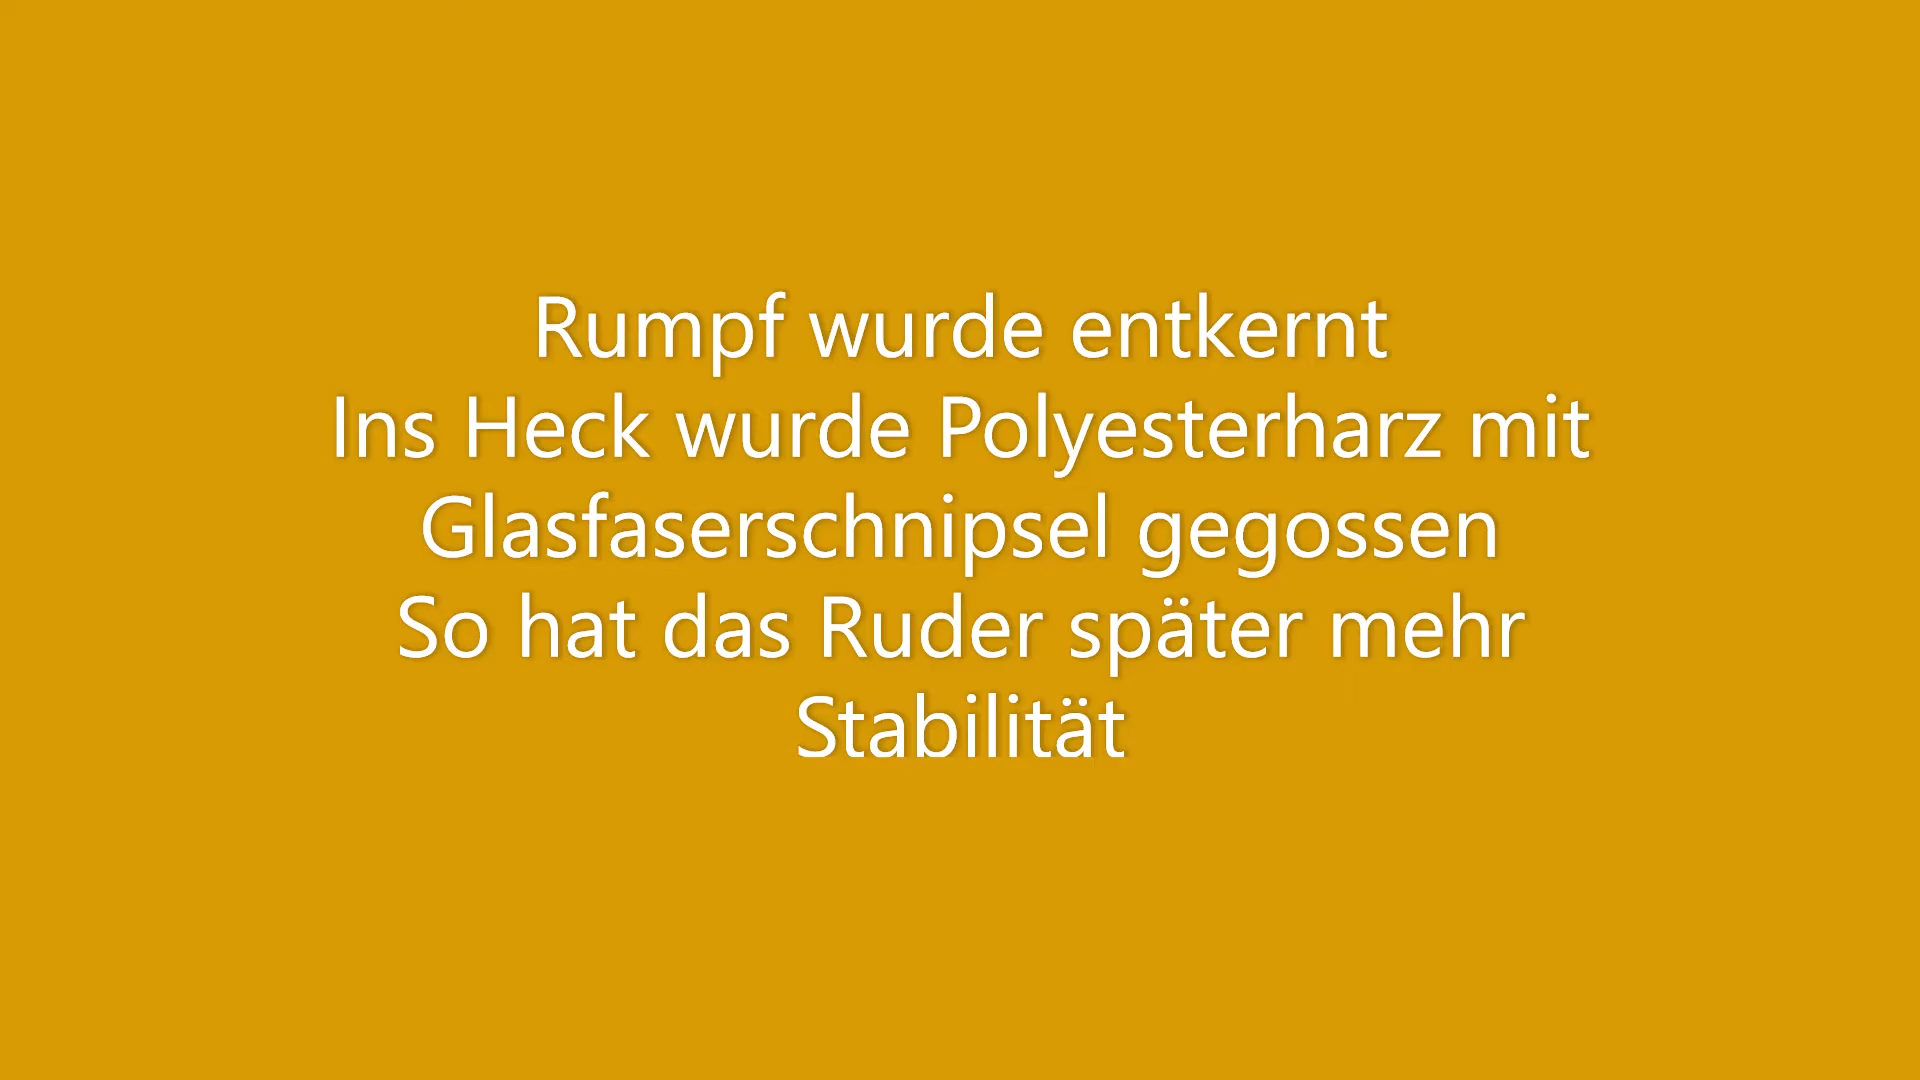 Rumpf wurde entkernt
Ins Heck wurde Polyesterharz mit
Glasfaserschnipsel gegossen
So hat das Ruder später mehr
Stabilität